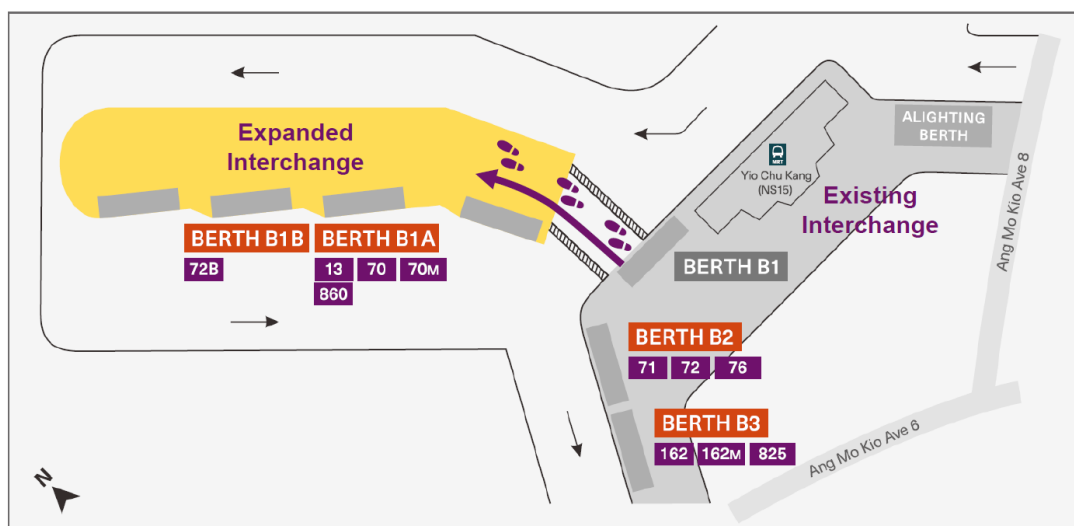 Expanded
Interchange
ALIGHTING
BERTH
MRT
Yio Chu Kang
(NS15)
Existing
Interchange
Ang Mo Kio Ave 8
BERTH B1B
BERTH B1A
72B
13 70 70M
860
BERTH B1
BERTH B2
71 72 76
BERTH B3
162 162M 825
Ang Mo Kio Ave 6
N